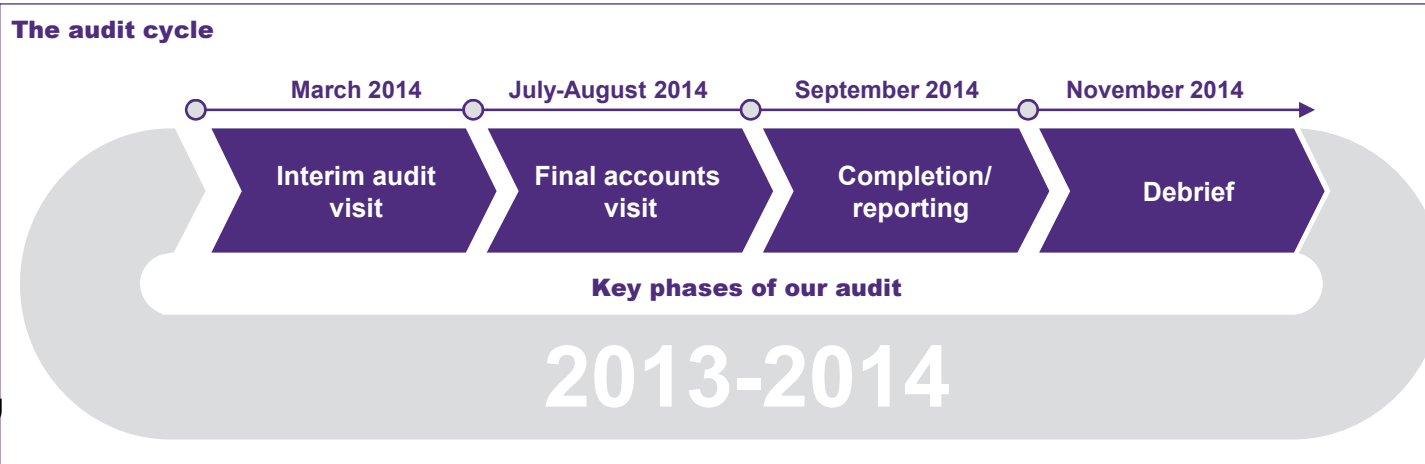 The audit cycle
March 2014
July-August 2014
September 2014
November 2014
Interim audit
visit
Final accounts
visit
Completion/
reporting
Debrief
Key phases of our audit
2013-2014